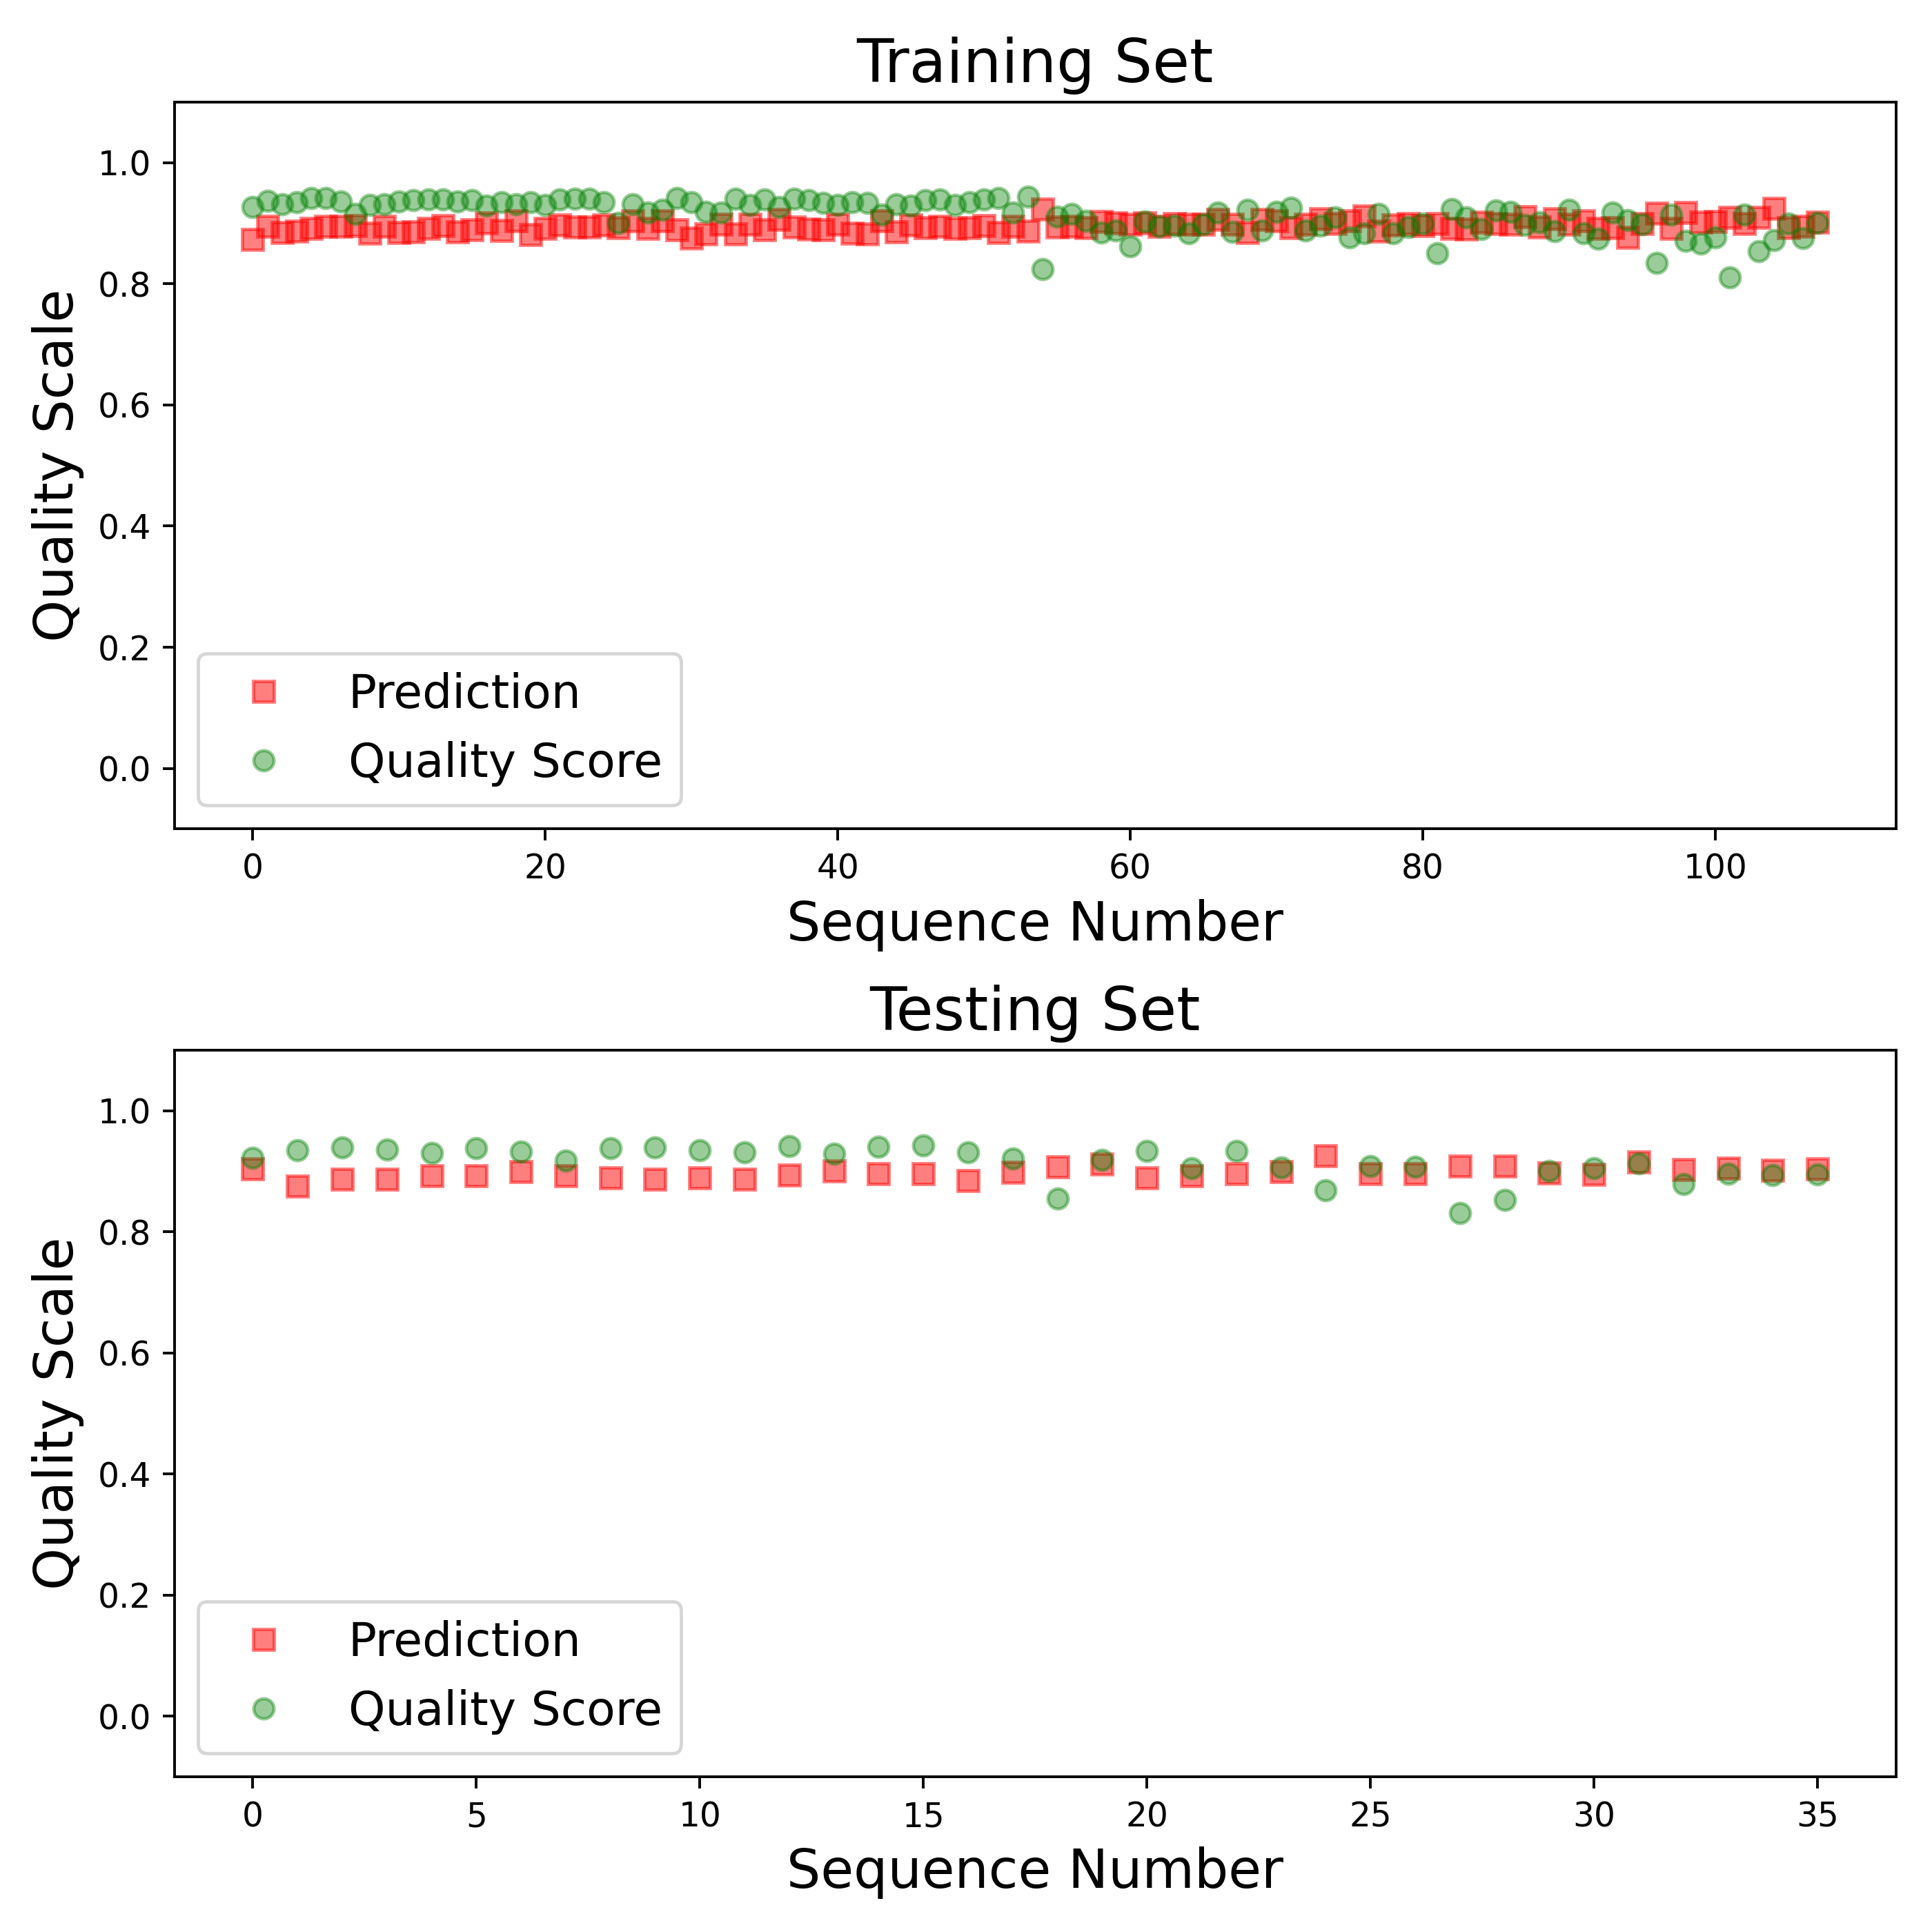 Training Set
Quality Scale
1.0
0.8
0.6
0.4
0.2
0.0
Prediction
Quality Score
0 20 40 60 80 100
Sequence Number
Testing Set
Quality Scale
1.0
0.8
0.6
0.4
0.2
0.0
Prediction
Quality Score
0 5 10 15 20 25 30 35
Sequence Number